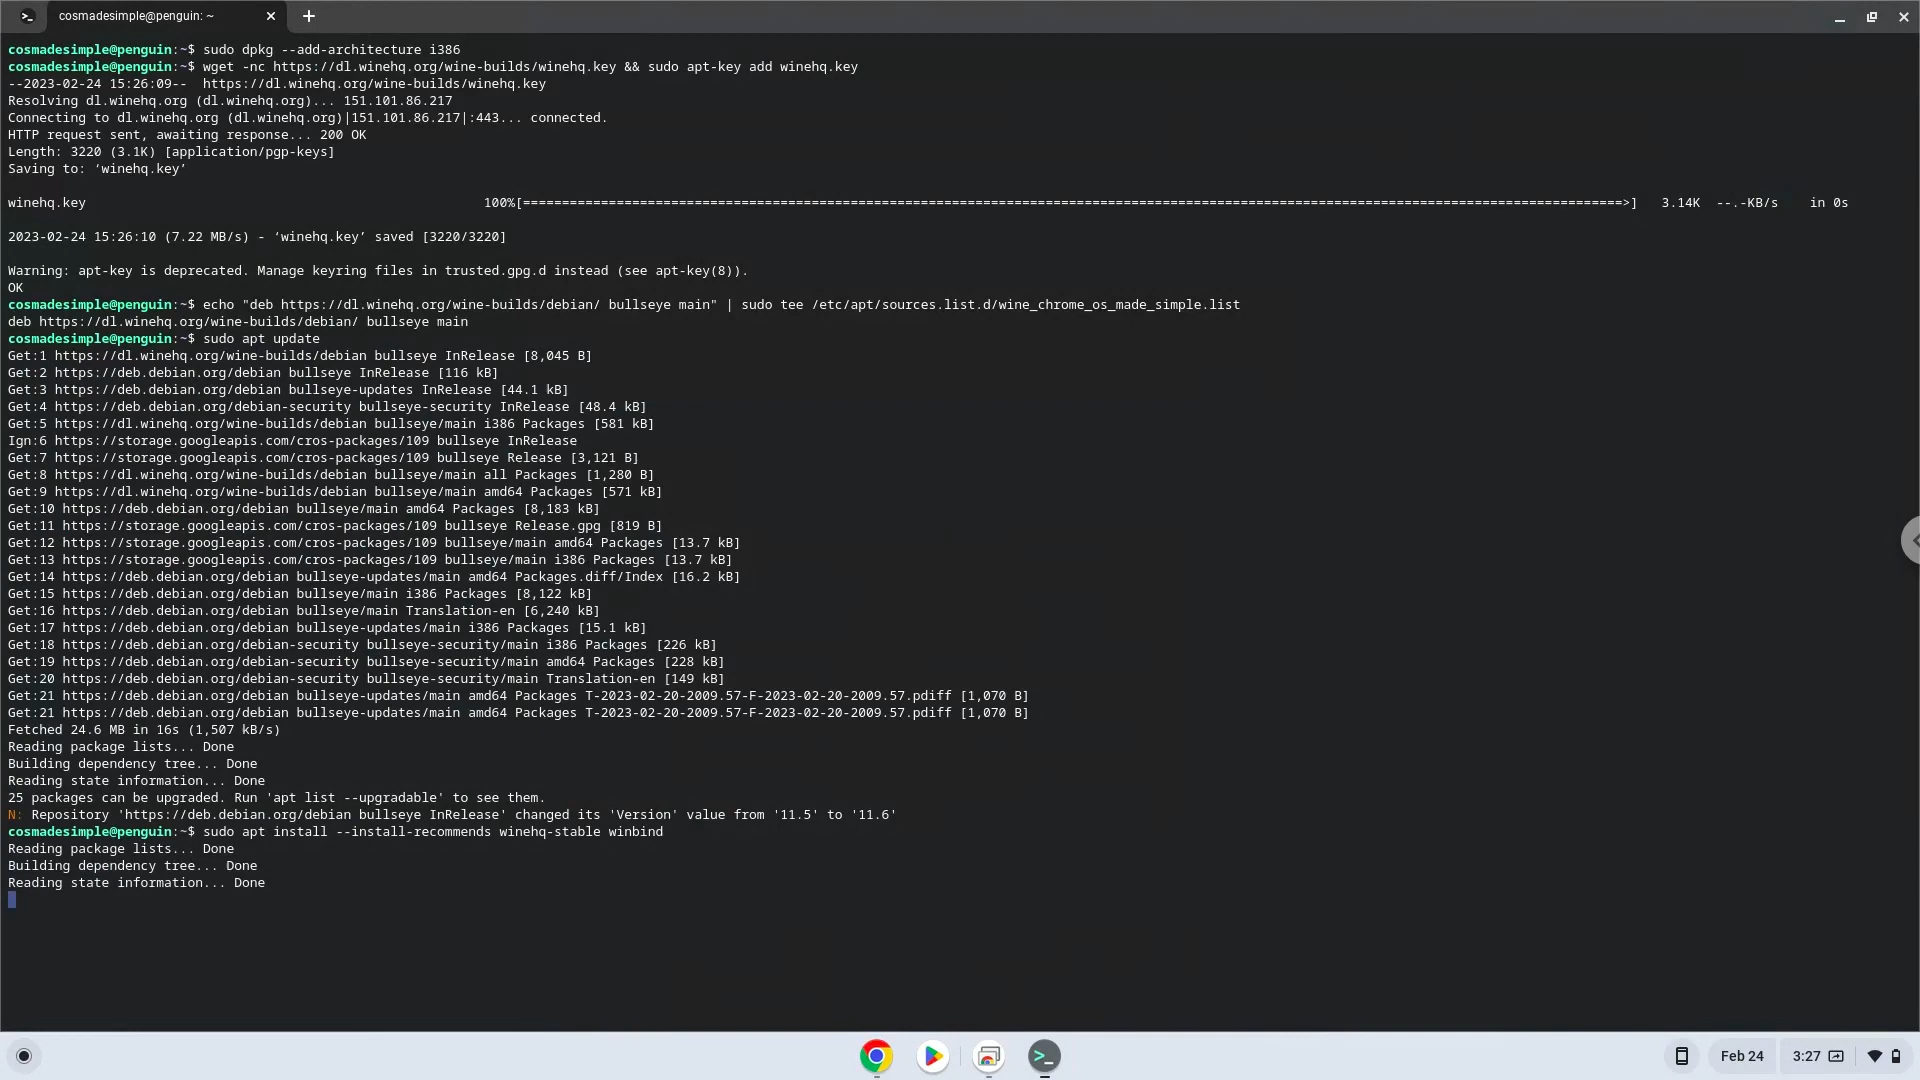 cosmadesimple@penguin: ~
cosmadesimple@penguin:~$ sudo dpkg --add-architecture i386
cosmadesimple@penguin:~$ wget -nc https://dl.winehq.org/wine-builds/winehq.key && sudo apt-key add winehq.key
--2023-02-24 15:26:09--  https://dl.winehq.org/wine-builds/winehq.key
Resolving dl.winehq.org (dl.winehq.org)... 151.101.86.217
Connecting to dl.winehq.org (dl.winehq.org)|151.101.86.217|:443... connected.
HTTP request sent, awaiting response... 200 OK
Length: 3220 (3.1K) [application/pgp-keys]
Saving to: ‘winehq.key’
winehq.key 100%[=============================================================================================================================================>] 3.14K --.-KB/s in 0s
2023-02-24 15:26:10 (7.22 MB/s) - ‘winehq.key’ saved [3220/3220]
Warning: apt-key is deprecated. Manage keyring files in trusted.gpg.d instead (see apt-key(8)).
OK
cosmadesimple@penguin:~$ echo "deb https://dl.winehq.org/wine-builds/debian/ bullseye main" | sudo tee /etc/apt/sources.list.d/wine_chrome_os_made_simple.list
deb https://dl.winehq.org/wine-builds/debian/ bullseye main
cosmadesimple@penguin:~$ sudo apt update
Get:1 https://dl.winehq.org/wine-builds/debian bullseye InRelease [8,045 B]
Get:2 https://deb.debian.org/debian bullseye InRelease [116 kB]
Get:3 https://deb.debian.org/debian bullseye-updates InRelease [44.1 kB]
Get:4 https://deb.debian.org/debian-security bullseye-security InRelease [48.4 kB]
Get:5 https://dl.winehq.org/wine-builds/debian bullseye/main i386 Packages [581 kB]
Ign:6 https://storage.googleapis.com/cros-packages/109 bullseye InRelease
Get:7 https://storage.googleapis.com/cros-packages/109 bullseye Release [3,121 B]
Get:8 https://dl.winehq.org/wine-builds/debian bullseye/main all Packages [1,280 B]
Get:9 https://dl.winehq.org/wine-builds/debian bullseye/main amd64 Packages [571 kB]
Get:10 https://deb.debian.org/debian bullseye/main amd64 Packages [8,183 kB]
Get:11 https://storage.googleapis.com/cros-packages/109 bullseye Release.gpg [819 B]
Get:12 https://storage.googleapis.com/cros-packages/109 bullseye/main amd64 Packages [13.7 kB]
Get:13 https://storage.googleapis.com/cros-packages/109 bullseye/main i386 Packages [13.7 kB]
Get:14 https://deb.debian.org/debian bullseye-updates/main amd64 Packages.diff/Index [16.2 kB]
Get:15 https://deb.debian.org/debian bullseye/main i386 Packages [8,122 kB]
Get:16 https://deb.debian.org/debian bullseye/main Translation-en [6,240 kB]
Get:17 https://deb.debian.org/debian bullseye-updates/main i386 Packages [15.1 kB]
Get:18 https://deb.debian.org/debian-security bullseye-security/main i386 Packages [226 kB]
Get:19 https://deb.debian.org/debian-security bullseye-security/main amd64 Packages [228 kB]
Get:20 https://deb.debian.org/debian-security bullseye-security/main Translation-en [149 kB]
Get:21 https://deb.debian.org/debian bullseye-updates/main amd64 Packages T-2023-02-20-2009.57-F-2023-02-20-2009.57.pdiff [1,070 B]
Get:21 https://deb.debian.org/debian bullseye-updates/main amd64 Packages T-2023-02-20-2009.57-F-2023-02-20-2009.57.pdiff [1,070 B]
Fetched 24.6 MB in 16s (1,507 kB/s)
Reading package lists... Done
Building dependency tree... Done
Reading state information... Done
25 packages can be upgraded. Run 'apt list --upgradable' to see them.
N: Repository 'https://deb.debian.org/debian bullseye InRelease' changed its 'Version' value from '11.5' to '11.6'
cosmadesimple@penguin:~$ sudo apt install --install-recommends winehq-stable winbind
Reading package lists... Done
Building dependency tree... Done
Reading state information... Done
Feb 24 3:27